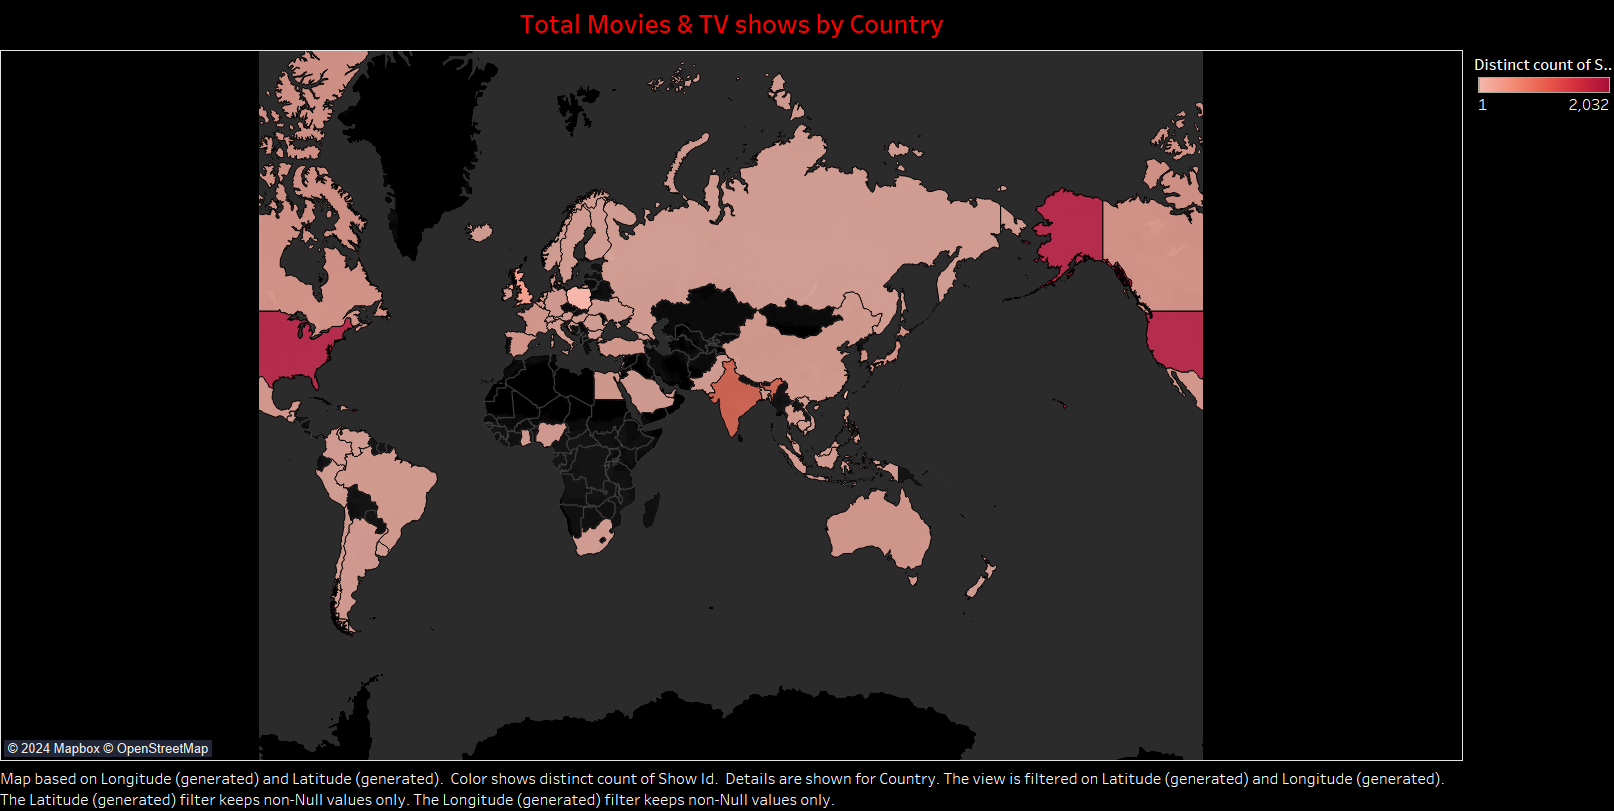 Total Movies & TV shows by Country
Distinct count of S..
1 2,032
© 2024 Mapbox © OpenStreetMap
Map based on Longitude (generated) and Latitude (generated).  Color shows distinct count of Show Id.  Details are shown for Country. The view is filtered on Latitude (generated) and Longitude (generated).
The Latitude (generated) filter keeps non-Null values only. The Longitude (generated) filter keeps non-Null values only.